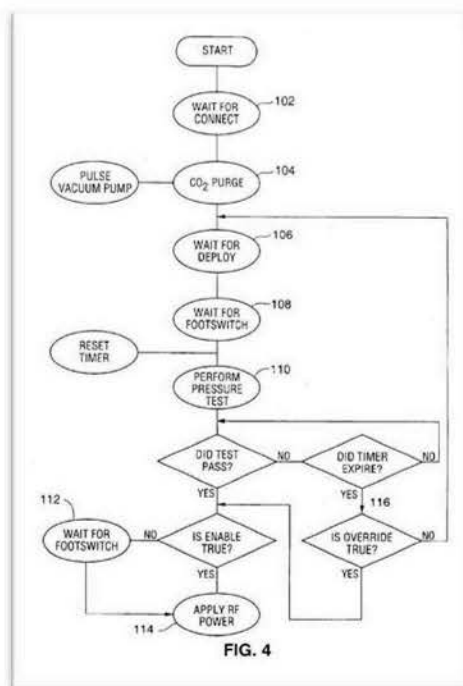 START
WAIT FOR
CONNECT
102
PULSE
VACUUM PUMP
CO₂ PURGE
104
WAIT FOR
DEPLOY
106
WAIT FOR
FOOTSWITCH
108
RESET
TIMER
PERFORM
PRESSURE
TEST
110
DID TEST
PASS?
NO
DID TIMER
EXPIRE?
NO
YES
YES
116
112
WAIT FOR
FOOTSWITCH
NO
IS ENABLE
TRUE?
IS OVERRIDE
TRUE?
NO
YES
YES
APPLY RF
POWER
114
FIG. 4